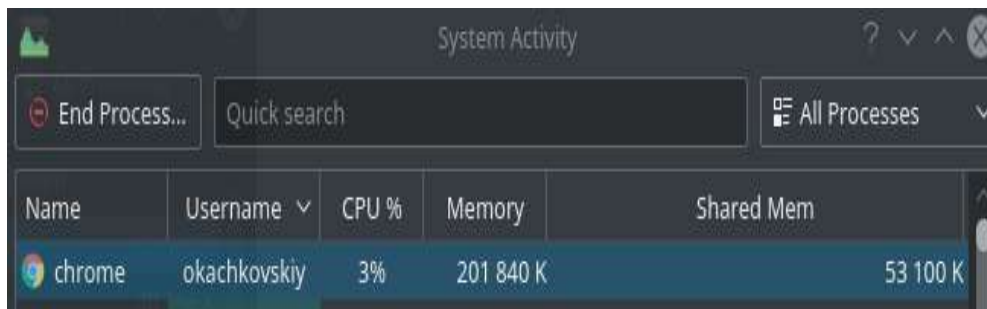 System Activity ?
End Process... Quick search All Processes
Name Username CPU % Memory Shared Mem
chrome okachkovskiy 3% 201 840 K 53 100 K